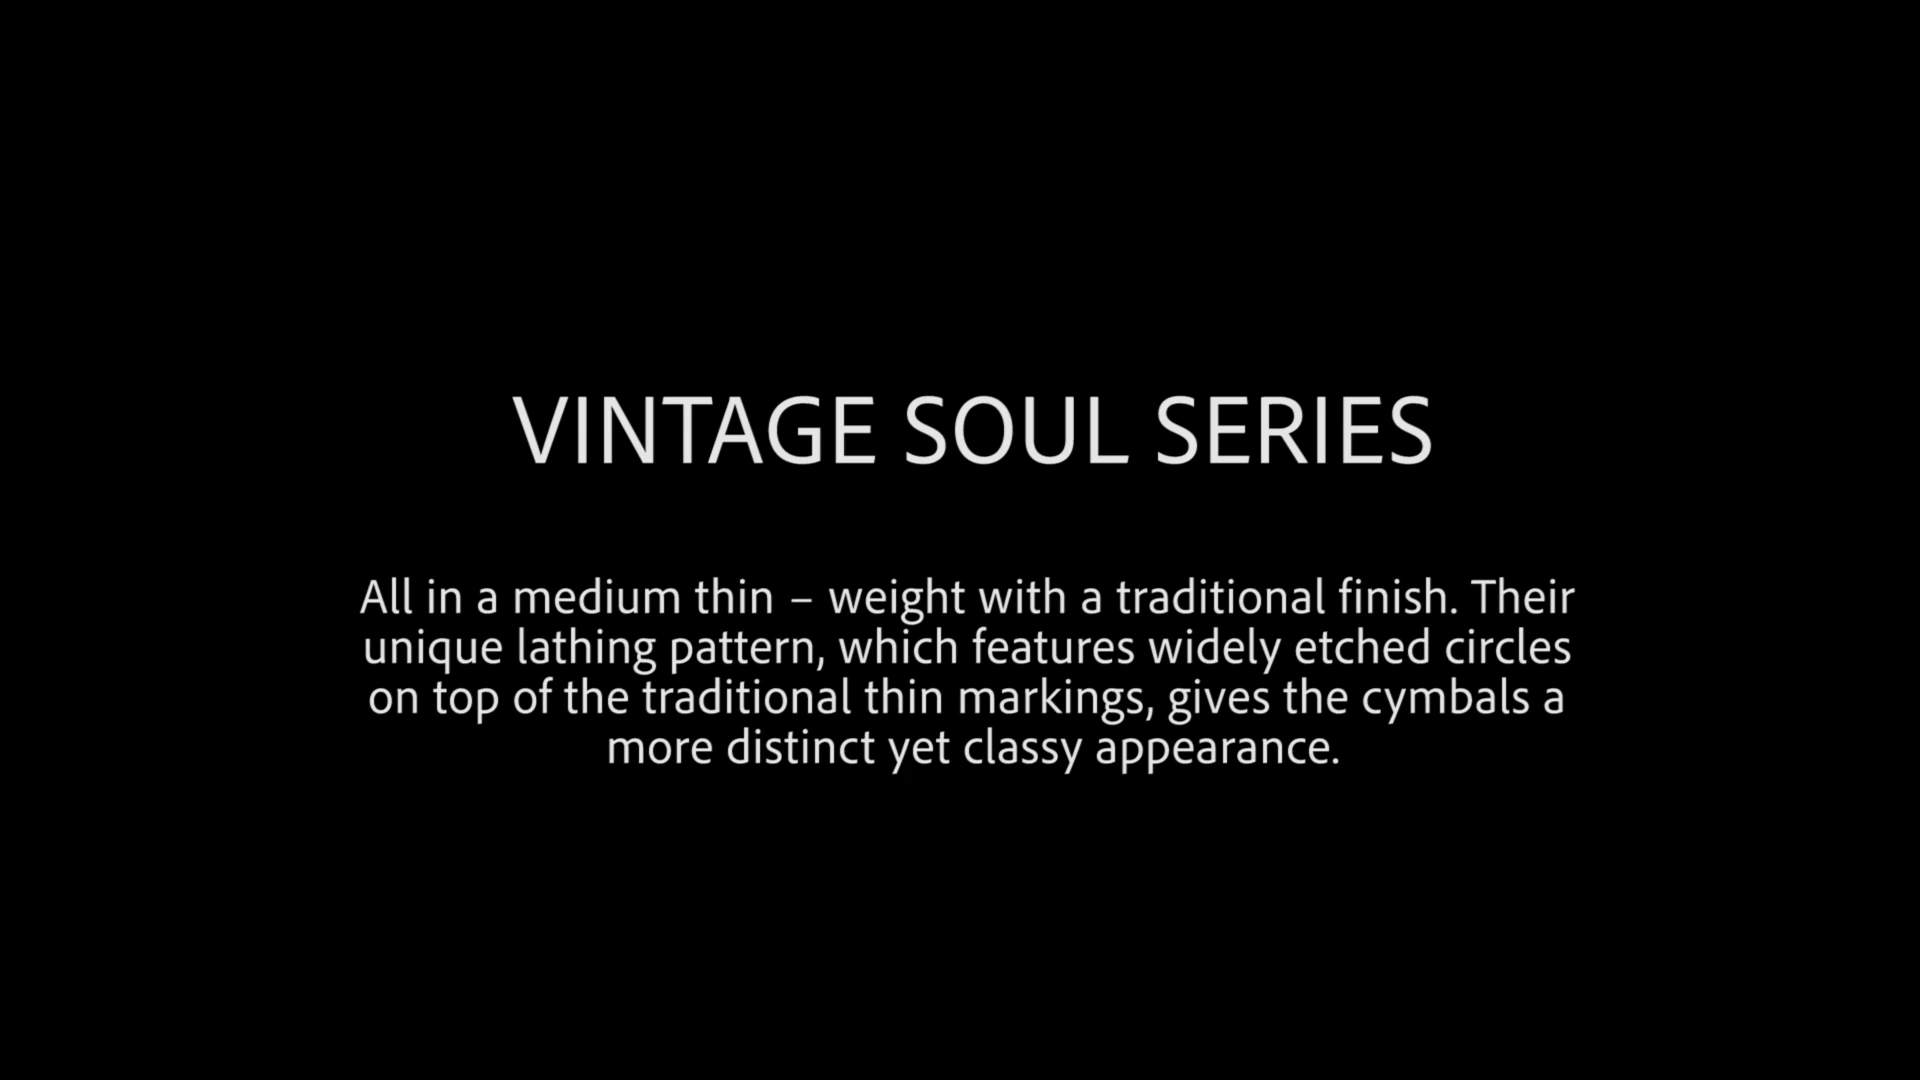 VINTAGE SOUL SERIES
All in a medium thin – weight with a traditional finish. Their
unique lathing pattern, which features widely etched circles
on top of the traditional thin markings, gives the cymbals a
more distinct yet classy appearance.